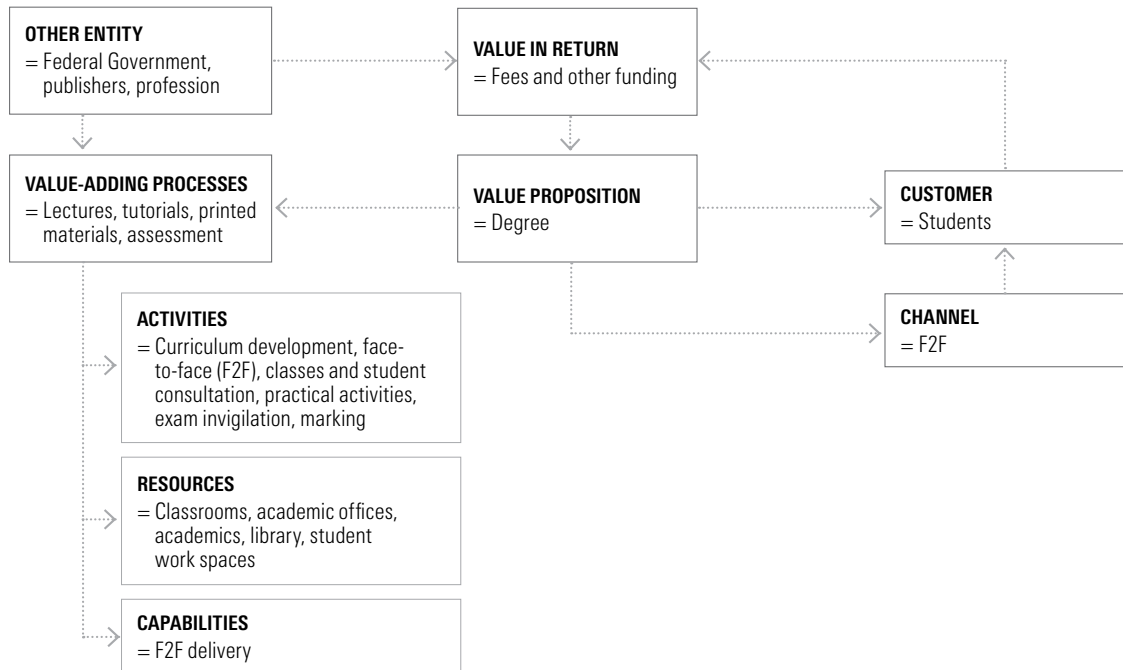 OTHER ENTITY
= Federal Government,
publishers, profession
VALUE IN RETURN
= Fees and other funding
VALUE-ADDING PROCESSES
= Lectures, tutorials, printed
materials, assessment
VALUE PROPOSITION
= Degree
CUSTOMER
= Students
CHANNEL
= F2F
ACTIVITIES
= Curriculum development, face-
to-face (F2F), classes and student
consultation, practical activities,
exam invigilation, marking
RESOURCES
= Classrooms, academic offices,
academics, library, student
work spaces
CAPABILITIES
= F2F delivery